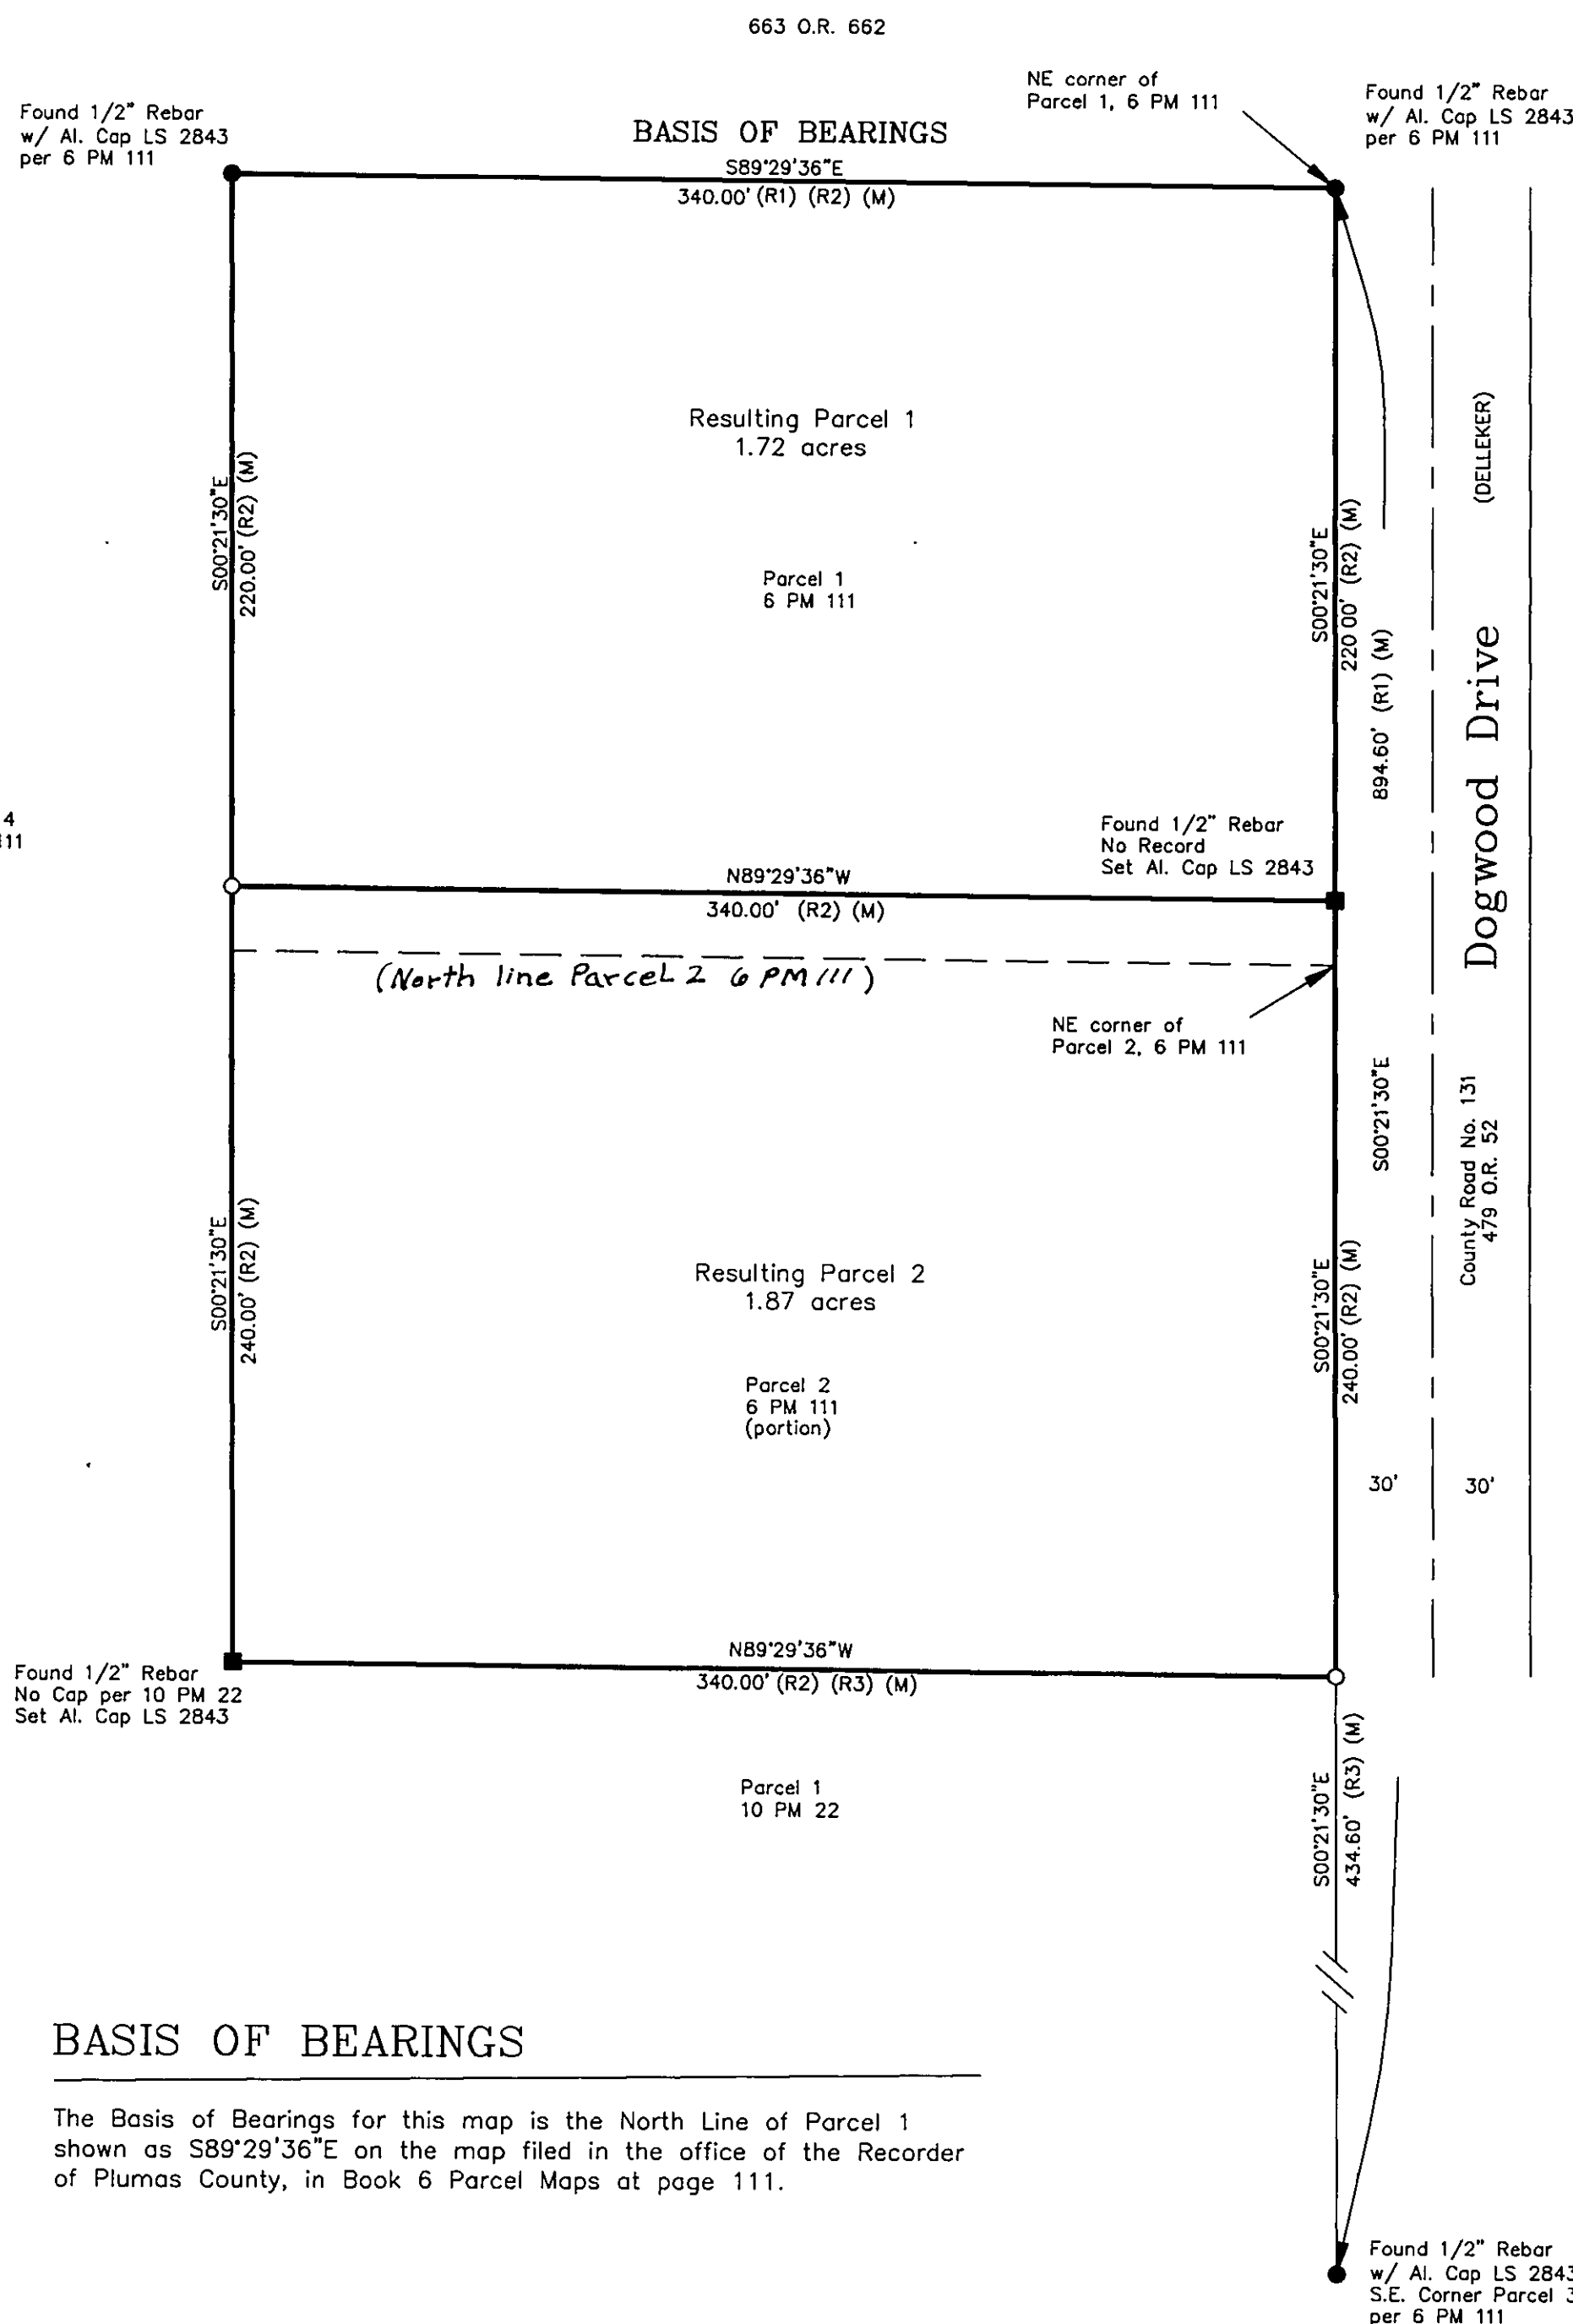 663 O.R. 662
NE corner of
Parcel 1, 6 PM 111
Found 1/2" Rebar
w/ Al. Cap LS 2843
per 6 PM 111
Found 1/2" Rebar
w/ Al. Cap LS 2843
per 6 PM 111
BASIS OF BEARINGS
S89°29'36"E
340.00' (R1) (R2) (M)
Resulting Parcel 1
1.72 acres
Parcel 1
6 PM 111
S00°21'30"E
220.00' (R2) (M)
S00°21'30"E
220 00' (R2) (M)
894.60' (R1) (M)
(DELLEKER)
Dogwood Drive
4
111
Found 1/2" Rebar
No Record
Set Al. Cap LS 2843
N89°29'36"W
340.00' (R2) (M)
(North line Parcel 2 6 PM 111)
NE corner of
Parcel 2, 6 PM 111
S00°21'30"E
County Road No. 131
479 O.R. 52
S00°21'30"E
240.00' (R2) (M)
Resulting Parcel 2
1.87 acres
Parcel 2
6 PM 111
(portion)
S00°21'30"E
240.00' (R2) (M)
30'
30'
Found 1/2" Rebar
No Cap per 10 PM 22
Set Al. Cap LS 2843
N89°29'36"W
340.00' (R2) (R3) (M)
Parcel 1
10 PM 22
S00°21'30"E
434.60' (R3) (M)
BASIS OF BEARINGS
The Basis of Bearings for this map is the North Line of Parcel 1
shown as S89°29'36"E on the map filed in the office of the Recorder
of Plumas County, in Book 6 Parcel Maps at page 111.
Found 1/2" Rebar
w/ Al. Cap LS 2843
S.E. Corner Parcel 3
per 6 PM 111